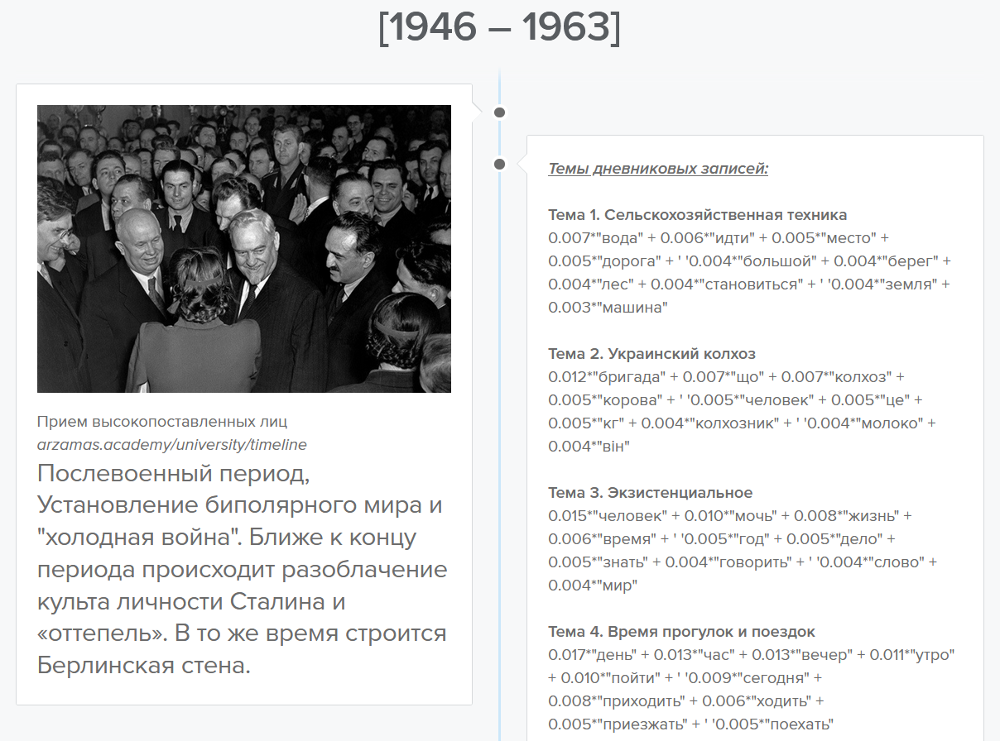 [1946 – 1963]
Прием высокопоставленных лиц
arzamas.academy/university/timeline
Послевоенный период,
Установление биполярного мира и
"холодная война". Ближе к концу
периода происходит разоблачение
культа личности Сталина и
«оттепель». В то же время строится
Берлинская стена.
Темы дневниковых записей:
Тема 1. Сельскохозяйственная техника
0.007*"вода" + 0.006*"идти" + 0.005*"место" +
0.005*"дорога" + ' '0.004*"большой" + 0.004*"берег" +
0.004*"лес" + 0.004*"становиться" + ' '0.004*"земля" +
0.003*"машина"
Тема 2. Украинский колхоз
0.012*"бригада" + 0.007*"що" + 0.007*"колхоз" +
0.005*"корова" + ' '0.005*"человек" + 0.005*"це" +
0.005*"кг" + 0.004*"колхозник" + ' '0.004*"молоко" +
0.004*"він"
Тема 3. Экзистенциальное
0.015*"человек" + 0.010*"мочь" + 0.008*"жизнь" +
0.006*"время" + ' '0.005*"год" + 0.005*"дело" +
0.005*"знать" + 0.004*"говорить" + ' '0.004*"слово" +
0.004*"мир"
Тема 4. Время прогулок и поездок
0.017*"день" + 0.013*"час" + 0.013*"вечер" + 0.011*"утро"
+ 0.010*"пойти" + ' '0.009*"сегодня" +
0.008*"приходить" + 0.006*"ходить" +
0.005*"приезжать" + ' '0.005*"поехать"